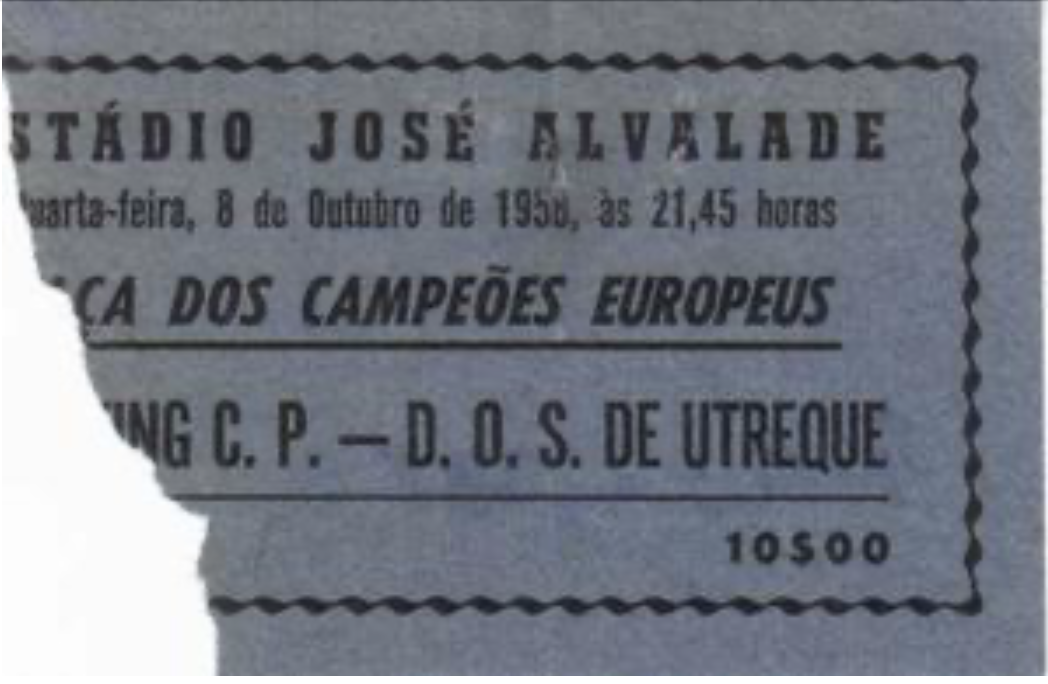 STÁDIO JOSÉ ALVALADE
uarta-feira, 8 de Outubro de 1958, às 21,45 horas
ÇA DOS CAMPEÕES EUROPEUS
ING C. P. — D. O. S. DE UTREQUE
10$00